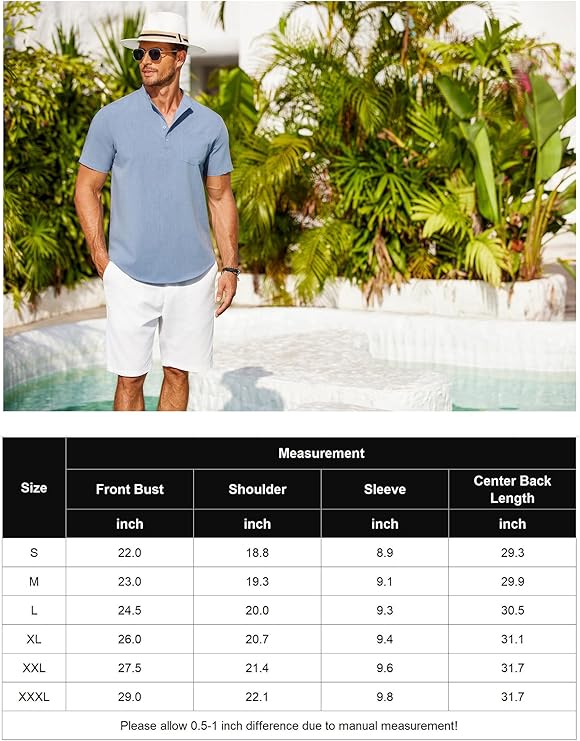 Size Measurement
Front Bust Shoulder Sleeve Center Back Length
inch inch inch inch
S 22.0 18.8 8.9 29.3
M 23.0 19.3 9.1 29.9
L 24.5 20.0 9.3 30.5
XL 26.0 20.7 9.4 31.1
XXL 27.5 21.4 9.6 31.7
XXXL 29.0 22.1 9.8 31.7
Please allow 0.5-1 inch difference due to manual measurement!